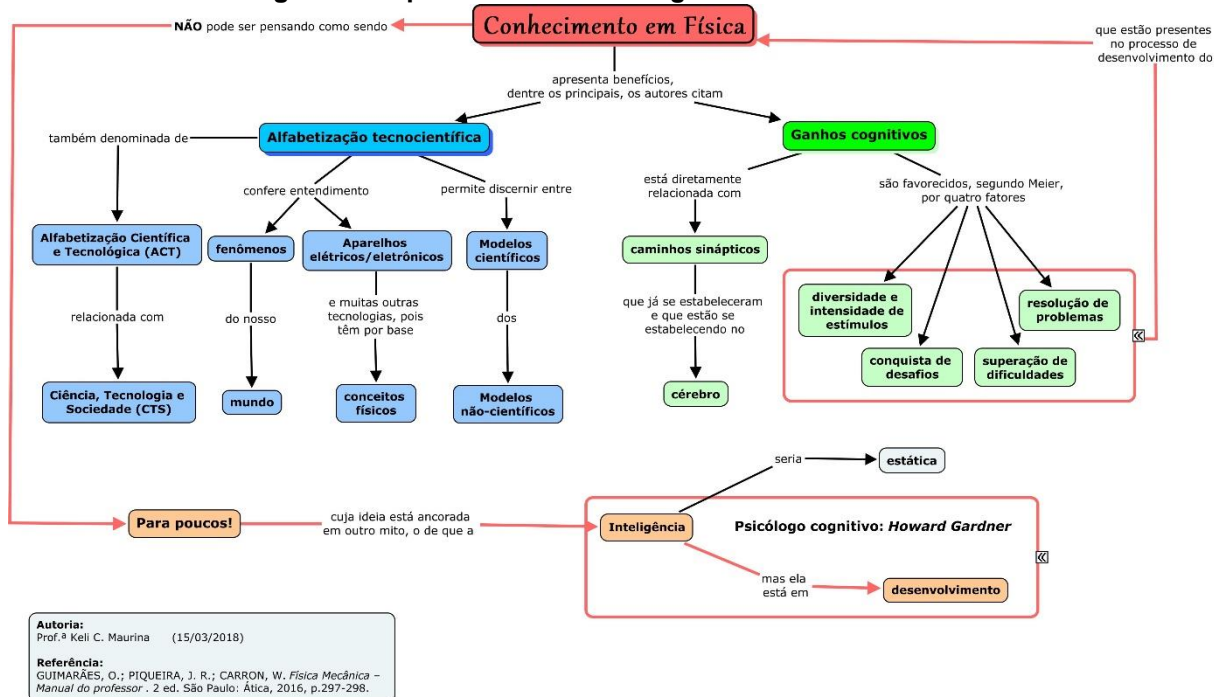 NÃO pode ser pensando como sendo
Conhecimento em Física
que estão presentes
no processo de
desenvolvimento do
apresenta benefícios,
dentre os principais, os autores citam
também denominada de
Alfabetização tecnocientífica
Ganhos cognitivos
confere entendimento
permite discernir entre
está diretamente
relacionada com
são favorecidos, segundo Meier,
por quatro fatores
Alfabetização Científica
e Tecnológica (ACT)
fenômenos
Aparelhos
elétricos/eletrônicos
Modelos
científicos
caminhos sinápticos
relacionada com
do nosso
e muitas outras
tecnologias, pois
têm por base
dos
que já se estabeleceram
e que estão se
estabelecendo no
diversidade e
intensidade de
estímulos
resolução de
problemas
conquista de
desafios
superação de
dificuldades
Ciência, Tecnologia e
Sociedade (CTS)
mundo
conceitos
físicos
Modelos
não-científicos
cérebro
seria
estática
Para poucos!
cuja ideia está ancorada
em outro mito, o de que a
Inteligência
Psicólogo cognitivo: Howard Gardner
mas ela
está em
desenvolvimento
Autoria:
Prof.ª Keli C. Maurina (15/03/2018)
Referência:
GUIMARÃES, O.; PIQUEIRA, J. R.; CARRON, W. Física Mecânica –
Manual do professor . 2 ed. São Paulo: Ática, 2016, p.297-298.